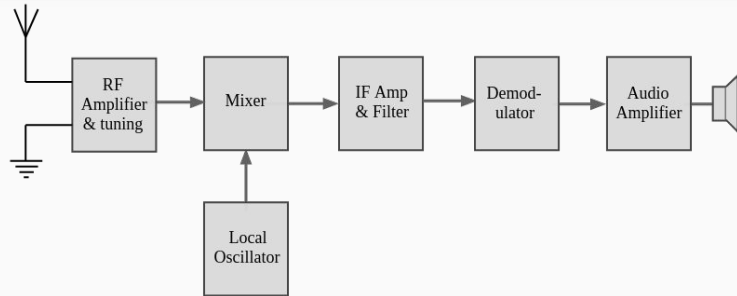 RF
Amplifier
& tuning
Mixer
IF Amp
& Filter
Demod-
ulator
Audio
Amplifier
Local
Oscillator